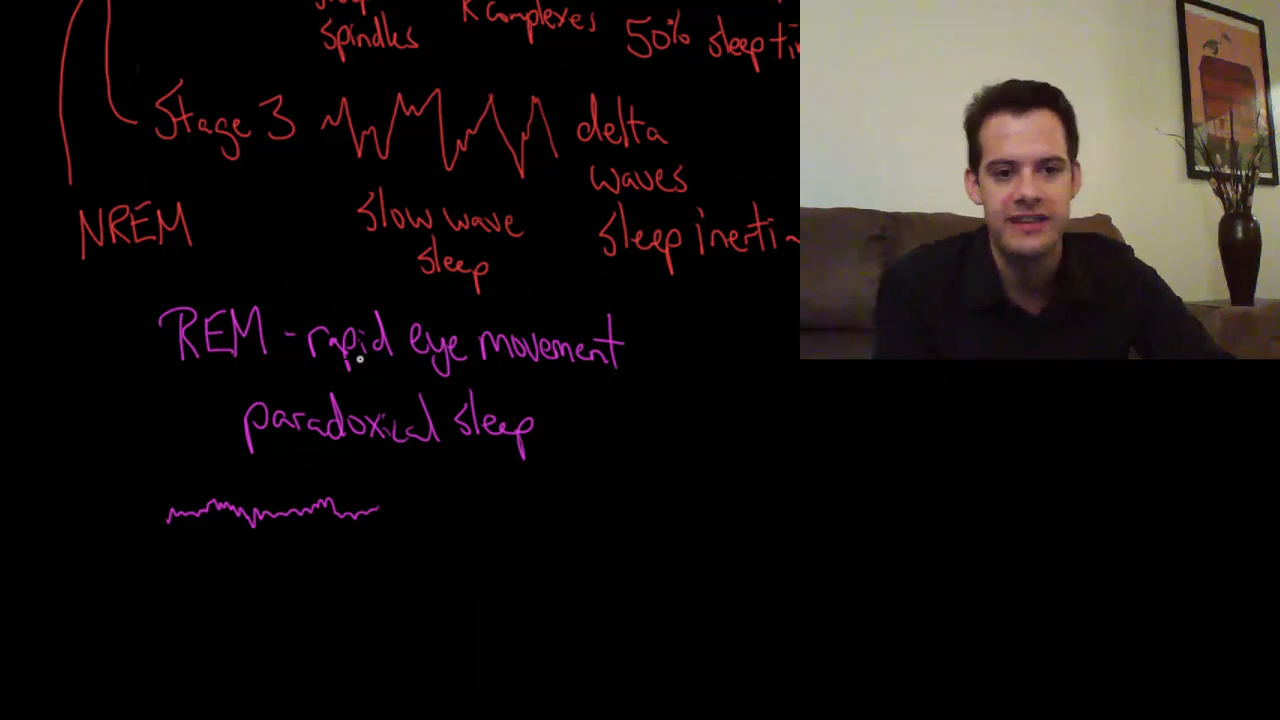 spindles
K complexes
50% sleep ti
Stage 3
delta
waves
NREM
slow wave
sleep
sleep inerti
REM - rapid eye movement
paradoxical sleep